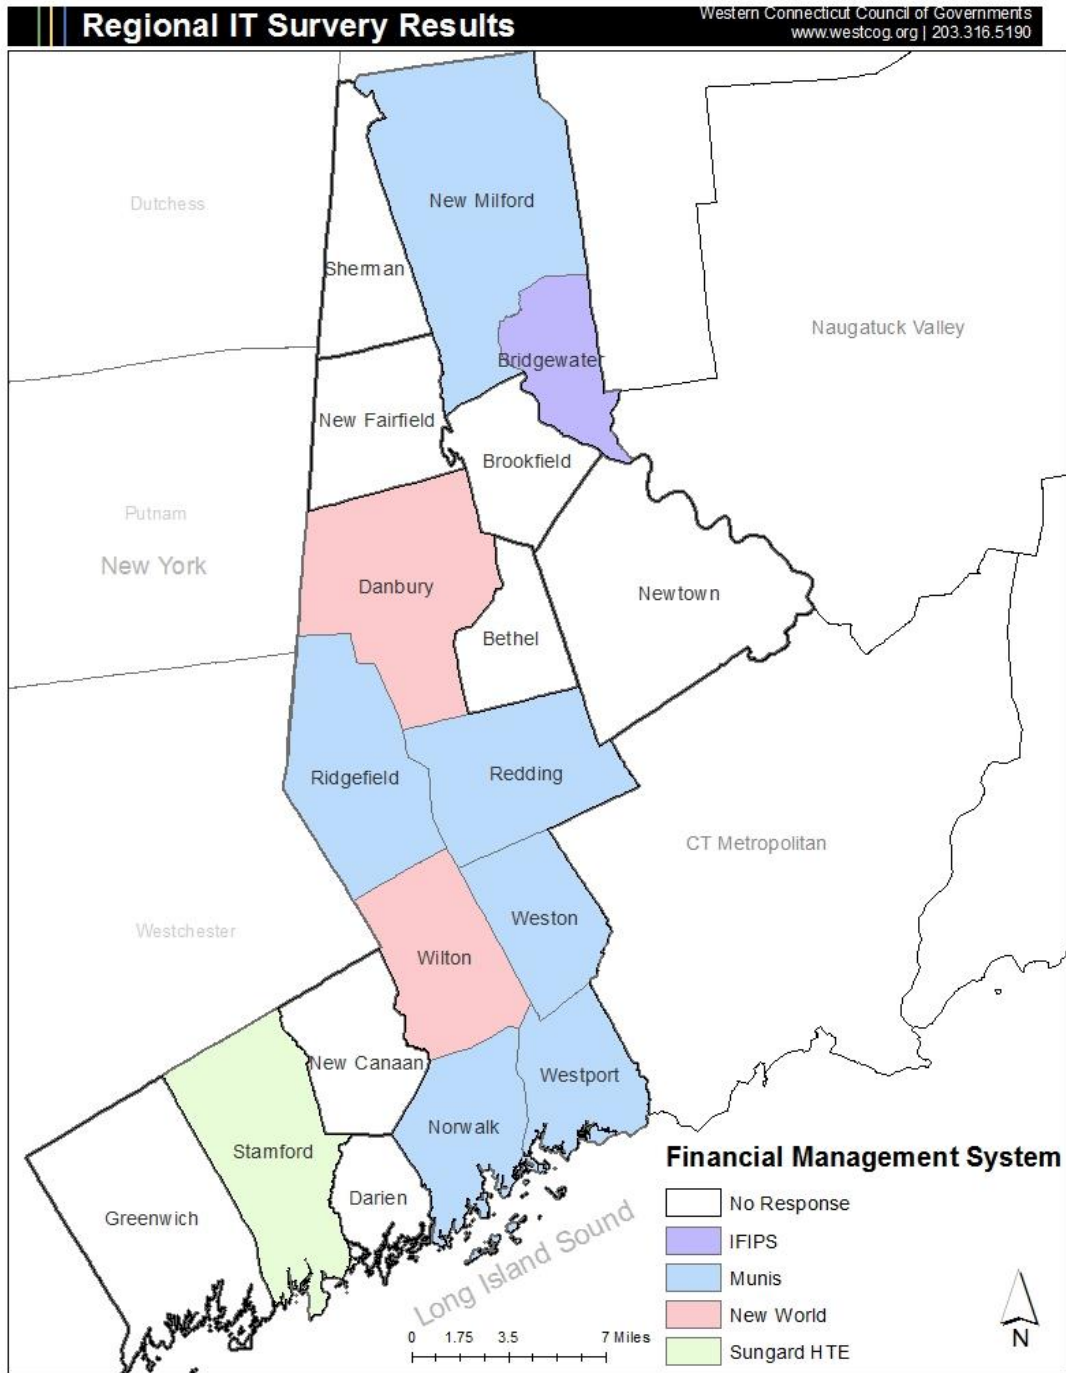 Regional IT Survery Results
Western Connecticut Council of Governments
www.westcog.org | 203.316.5190
Dutchess
New Milford
Sherman
Naugatuck Valley
Bridgewater
New Fairfield
Brookfield
Putnam
New York
Danbury
Newtown
Bethel
Ridgefield
Redding
CT Metropolitan
Westchester
Weston
Wilton
New Canaan
Westport
Norwalk
Stamford
Darien
Greenwich
Long Island Sound
Financial Management System
No Response
IFIPS
Munis
New World
Sungard HTE
0 1.75 3.5 7 Miles
N